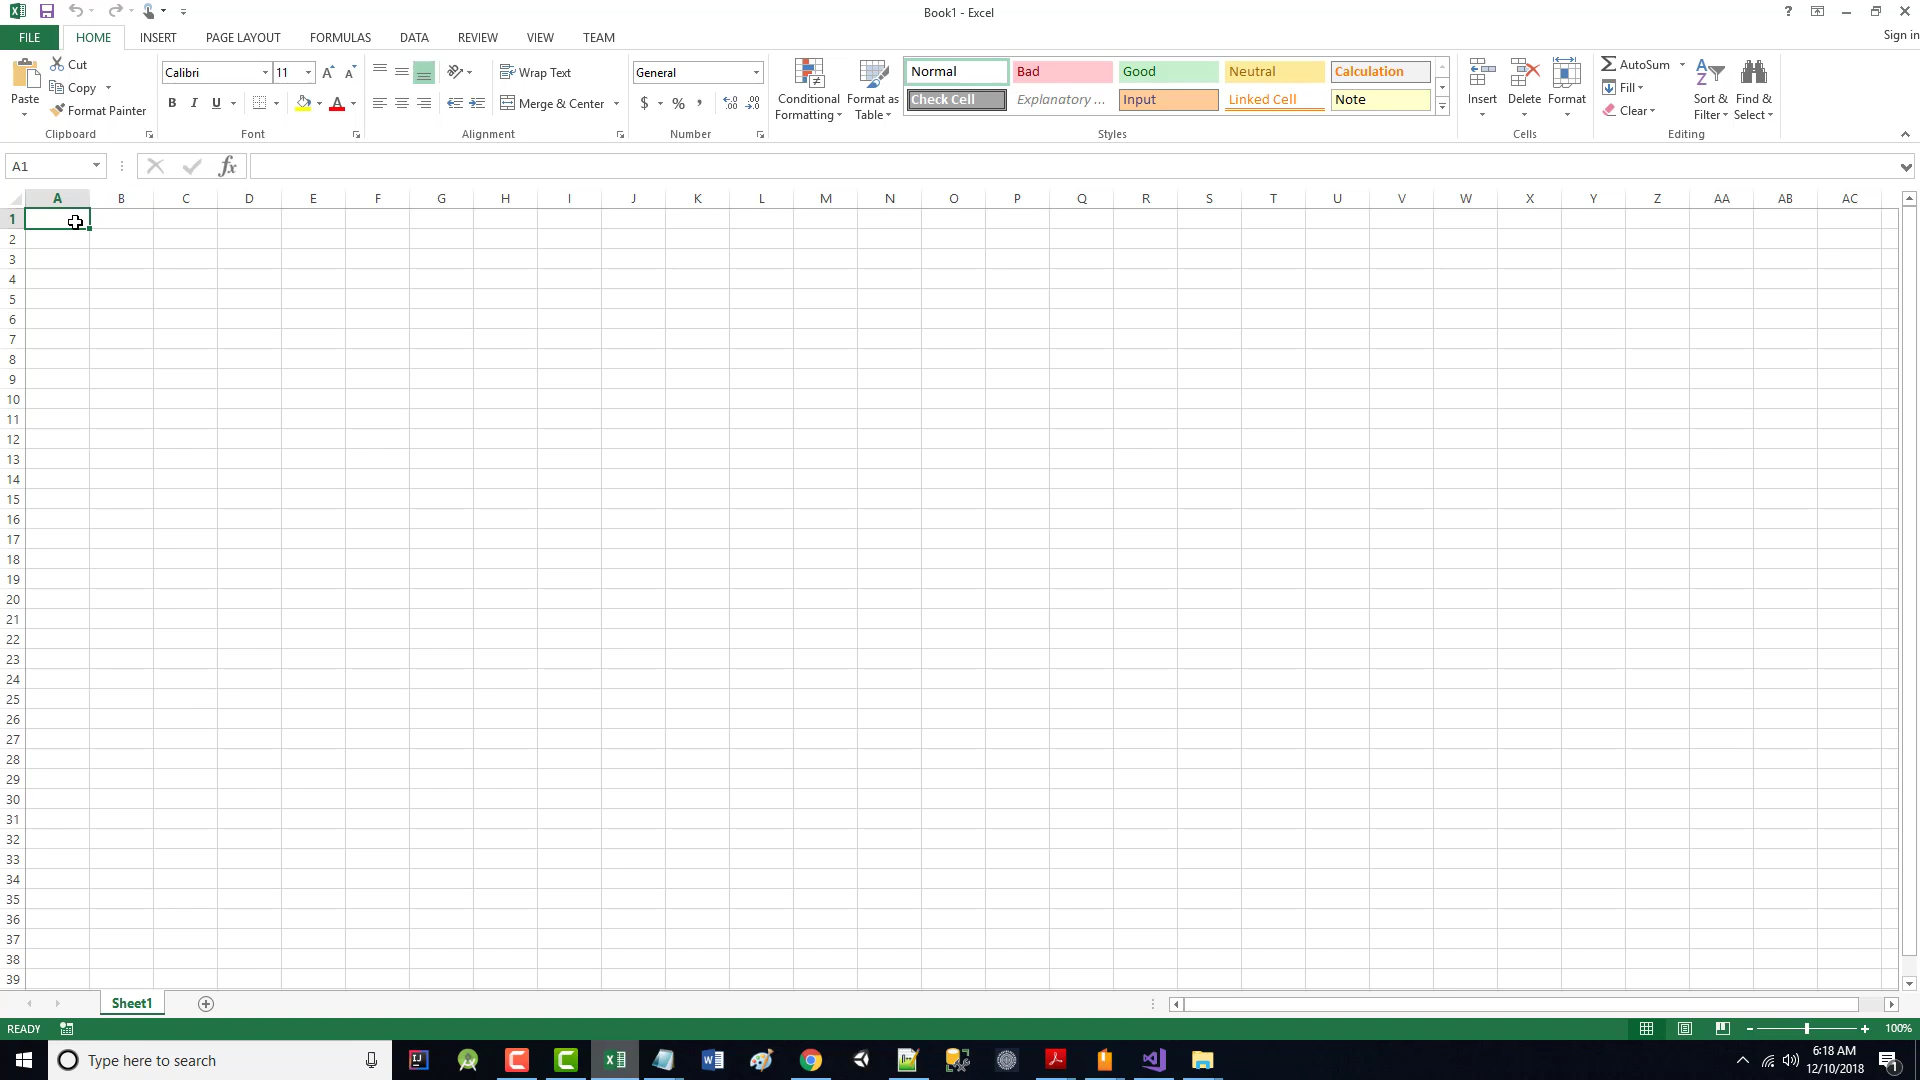 Book1 - Excel
?
Sign in
FILE HOME INSERT PAGE LAYOUT FORMULAS DATA REVIEW VIEW TEAM
Paste
Cut
Copy
Format Painter
Clipboard
Calibri 11
B I U
Font
Wrap Text
Merge & Center
Alignment
General
$ % ,
Number
Conditional Formatting
Format as Table
Normal Bad Good Neutral Calculation
Check Cell Explanatory ... Input Linked Cell Note
Styles
Insert Delete Format
Cells
AutoSum
Fill
Clear
Sort & Filter
Find & Select
Editing
A1
fx
A B C D E F G H I J K L M N O P Q R S T U V W X Y Z AA AB AC
1
2
3
4
5
6
7
8
9
10
11
12
13
14
15
16
17
18
19
20
21
22
23
24
25
26
27
28
29
30
31
32
33
34
35
36
37
38
39
Sheet1
READY
100%
Type here to search
6:18 AM
12/10/2018
1